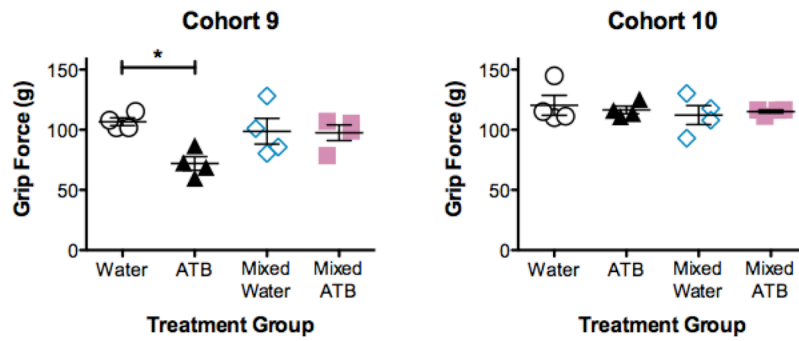 Cohort 9
*
150
100
50
0
Grip Force (g)
Water
ATB
Mixed
Water
Mixed
ATB
Treatment Group
Cohort 10
150
100
50
0
Grip Force (g)
Water
ATB
Mixed
Water
Mixed
ATB
Treatment Group